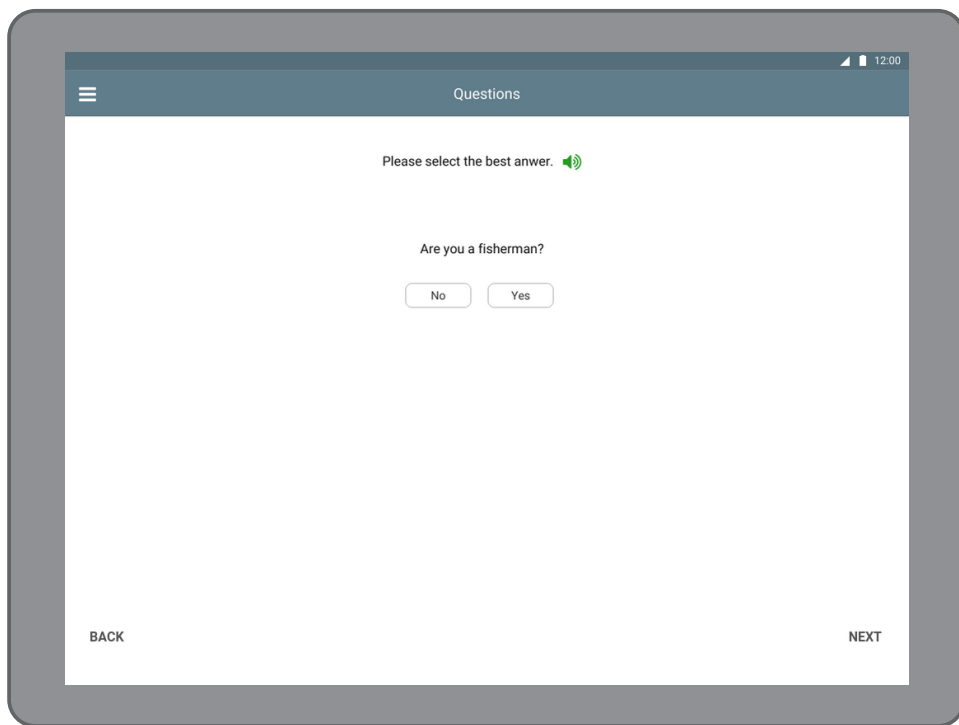 12:00
Questions
Please select the best anwer.
Are you a fisherman?
No Yes
BACK NEXT